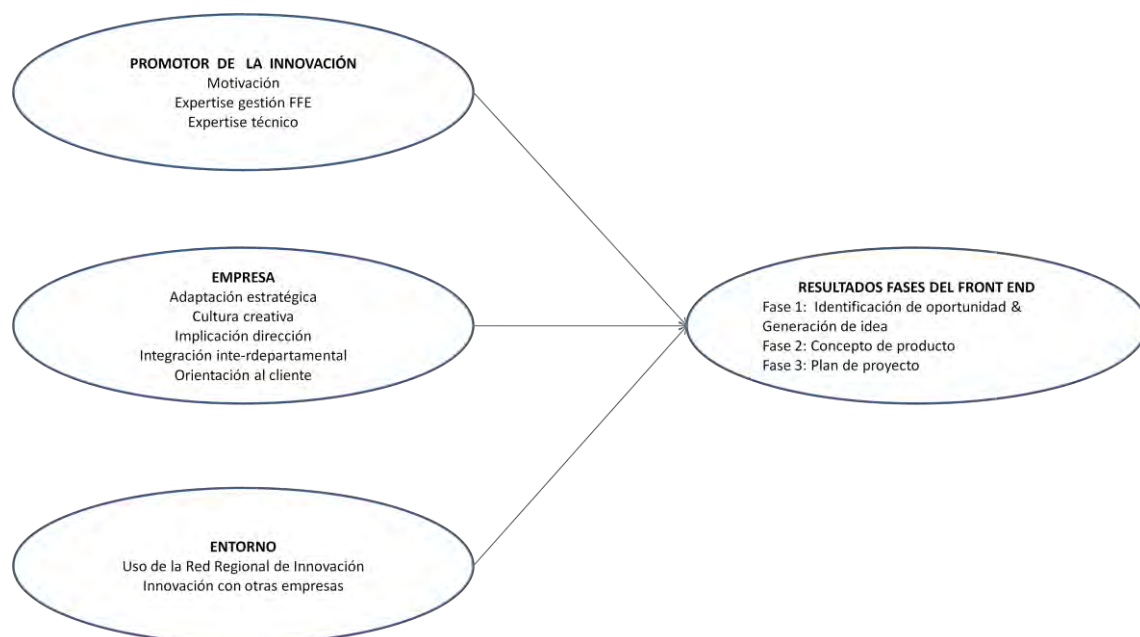 PROMOTOR DE LA INNOVACIÓN
Motivación
Expertise gestión FFE
Expertise técnico
EMPRESA
Adaptación estratégica
Cultura creativa
Implicación dirección
Integración inte-rdepartamental
Orientación al cliente
ENTORNO
Uso de la Red Regional de Innovación
Innovación con otras empresas
RESULTADOS FASES DEL FRONT END
Fase 1: Identificación de oportunidad &
Generación de idea
Fase 2: Concepto de producto
Fase 3: Plan de proyecto